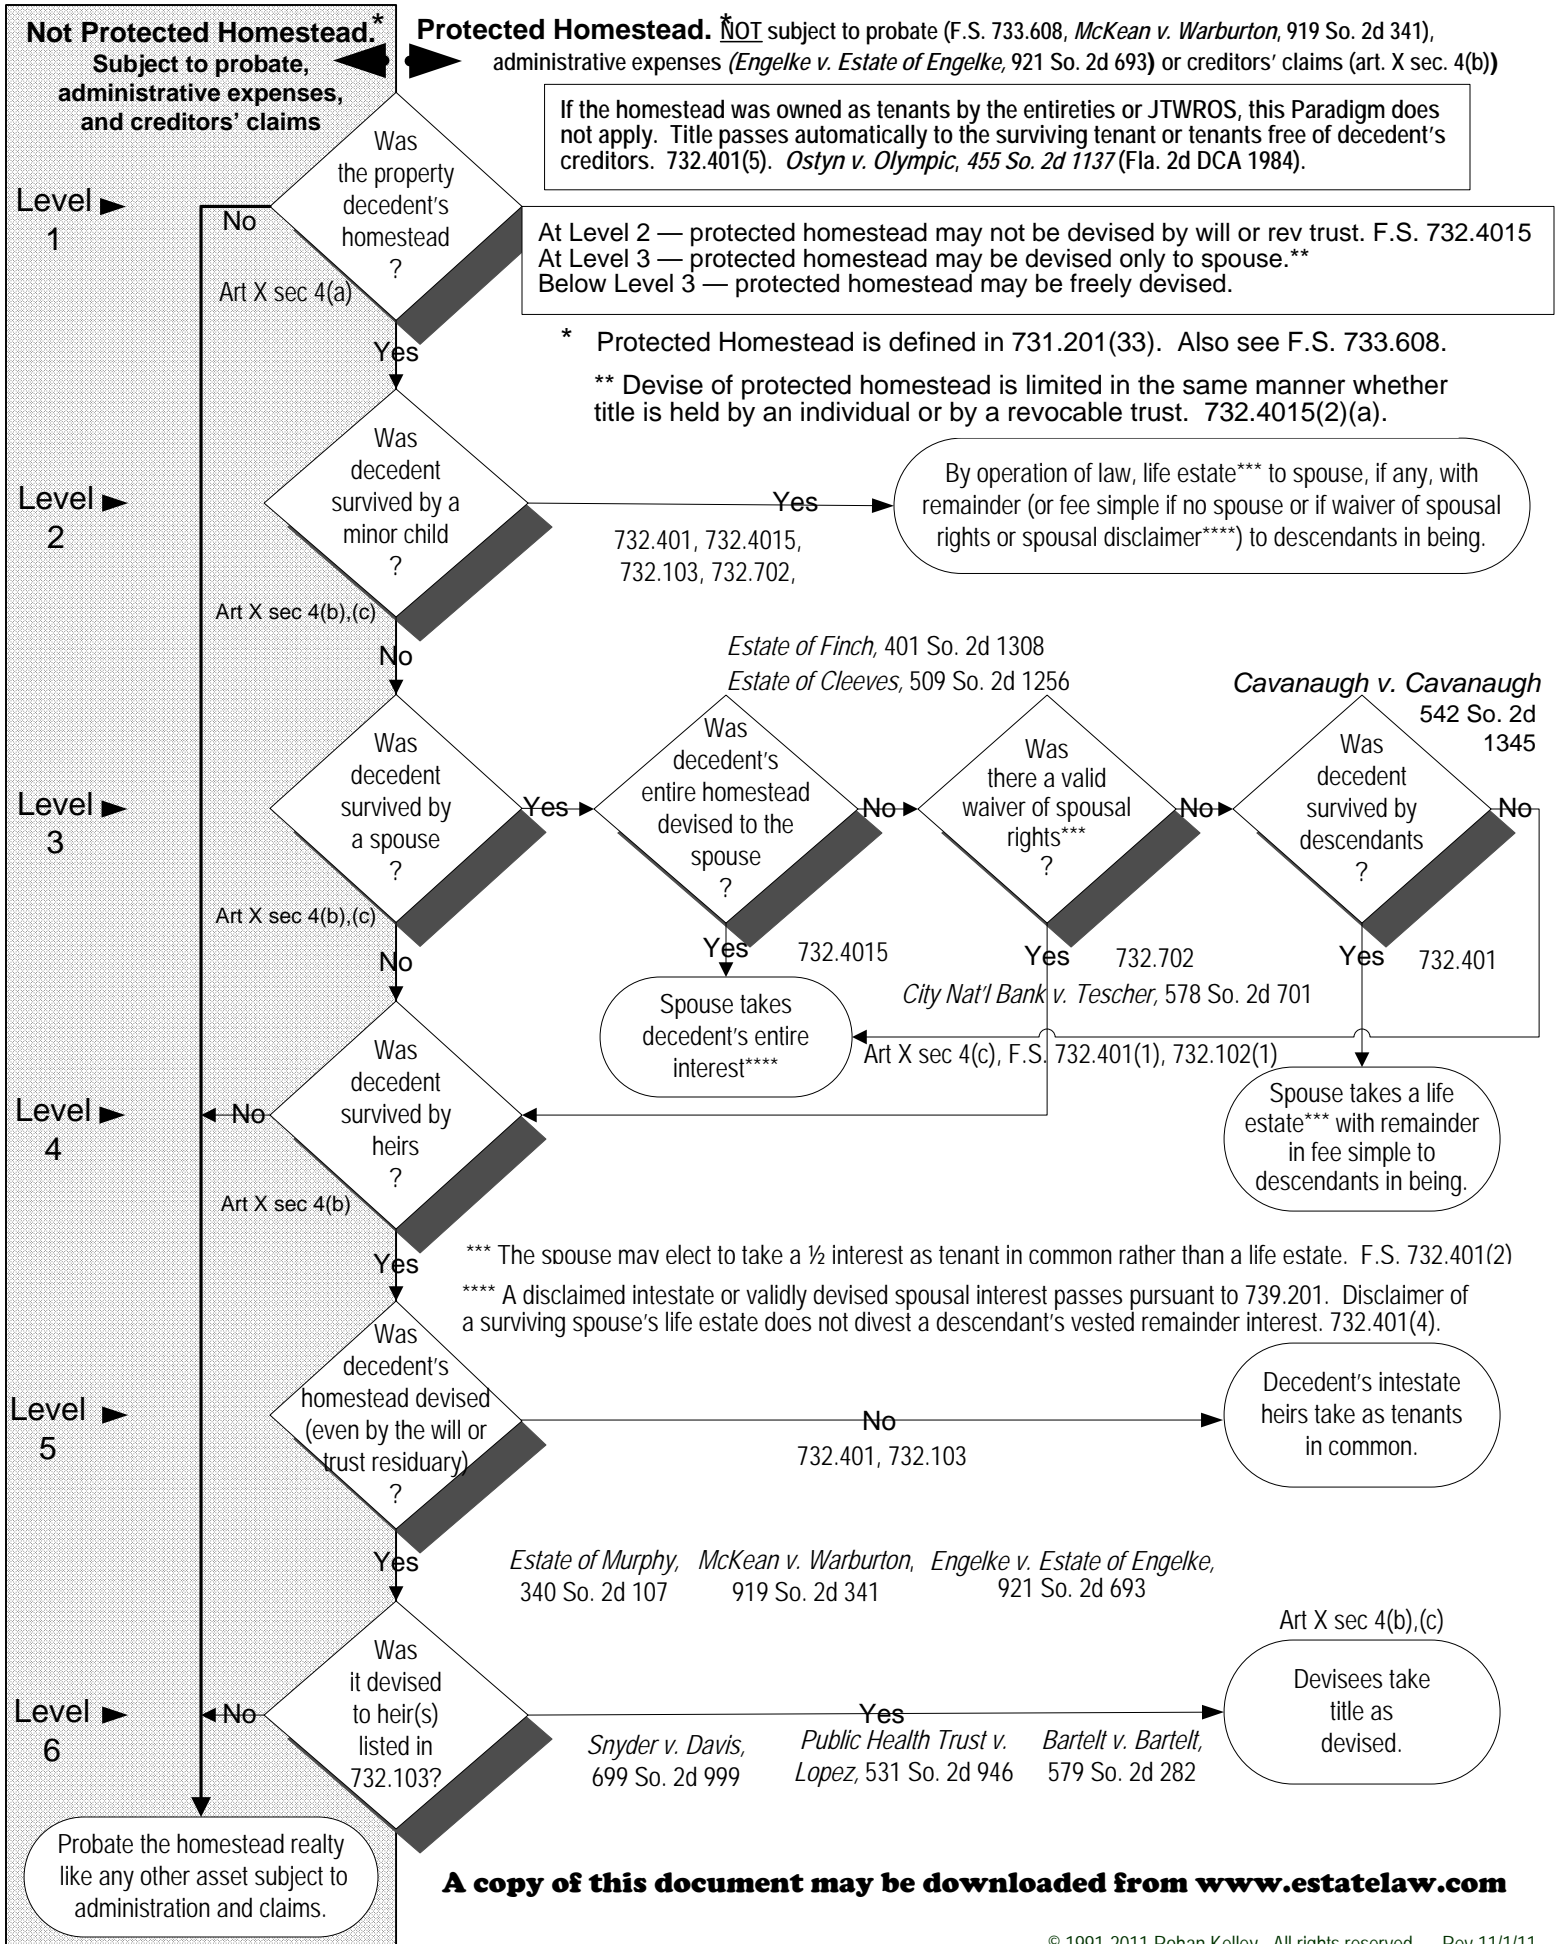 Not Protected Homestead.*
Subject to probate,
administrative expenses,
and creditors' claims
Protected Homestead.* NOT subject to probate (F.S. 733.608, McKean v. Warburton, 919 So. 2d 341),
administrative expenses (Engelke v. Estate of Engelke, 921 So. 2d 693) or creditors' claims (art. X sec. 4(b))
If the homestead was owned as tenants by the entireties or JTWROS, this Paradigm does
not apply. Title passes automatically to the surviving tenant or tenants free of decedent's
creditors. 732.401(5). Ostyn v. Olympic, 455 So. 2d 1137 (Fla. 2d DCA 1984).
Level
1
Was
the property
decedent's
homestead
?
No
Art X sec 4(a)
Yes
At Level 2 — protected homestead may not be devised by will or rev trust. F.S. 732.4015
At Level 3 — protected homestead may be devised only to spouse.**
Below Level 3 — protected homestead may be freely devised.
* Protected Homestead is defined in 731.201(33). Also see F.S. 733.608.
** Devise of protected homestead is limited in the same manner whether
title is held by an individual or by a revocable trust. 732.4015(2)(a).
Level
2
Was
decedent
survived by a
minor child
?
Art X sec 4(b),(c)
No
Yes
732.401, 732.4015,
732.103, 732.702,
By operation of law, life estate*** to spouse, if any, with
remainder (or fee simple if no spouse or if waiver of spousal
rights or spousal disclaimer****) to descendants in being.
Estate of Finch, 401 So. 2d 1308
Estate of Cleeves, 509 So. 2d 1256
Cavanaugh v. Cavanaugh
542 So. 2d
1345
Level
3
Was
decedent
survived by
a spouse
?
Art X sec 4(b),(c)
No
Yes
Was
decedent's
entire homestead
devised to the
spouse
?
No
Was
there a valid
waiver of spousal
rights***
?
No
Was
decedent
survived by
descendants
?
No
Yes
732.4015
Yes
732.702
Yes
732.401
City Nat'l Bank v. Tescher, 578 So. 2d 701
Spouse takes
decedent's entire
interest****
Art X sec 4(c), F.S. 732.401(1), 732.102(1)
Spouse takes a life
estate*** with remainder
in fee simple to
descendants in being.
Level
4
No
Was
decedent
survived by
heirs
?
Art X sec 4(b)
Yes
*** The spouse may elect to take a ½ interest as tenant in common rather than a life estate. F.S. 732.401(2)
**** A disclaimed intestate or validly devised spousal interest passes pursuant to 739.201. Disclaimer of
a surviving spouse's life estate does not divest a descendant's vested remainder interest. 732.401(4).
Level
5
Was
decedent's
homestead devised
(even by the will or
trust residuary)
?
No
732.401, 732.103
Decedent's intestate
heirs take as tenants
in common.
Yes
Estate of Murphy,
340 So. 2d 107
McKean v. Warburton,
919 So. 2d 341
Engelke v. Estate of Engelke,
921 So. 2d 693
Level
6
No
Was
it devised
to heir(s)
listed in
732.103?
Yes
Snyder v. Davis,
699 So. 2d 999
Public Health Trust v.
Lopez, 531 So. 2d 946
Bartelt v. Bartelt,
579 So. 2d 282
Art X sec 4(b),(c)
Devisees take
title as
devised.
Probate the homestead realty
like any other asset subject to
administration and claims.
A copy of this document may be downloaded from www.estatelaw.com
© 1991-2011 Rohan Kelley - All rights reserved Rev 11/1/11